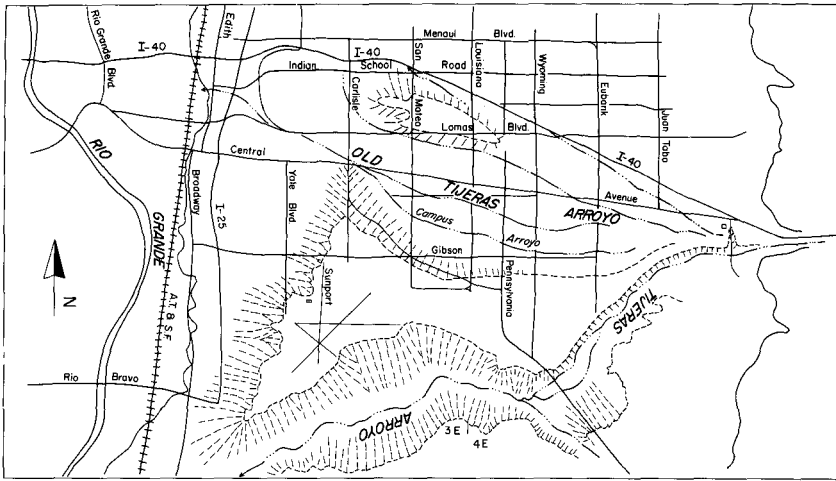 Rio Grande Blvd.
I-40
Edith
Menaul Blvd.
I-40
Indian School Road
San Mateo
Louisiana
Wyoming
Eubank
Juan Tabo
Carlisle
Lomas Blvd.
I-40
RIO GRANDE
Central Avenue
OLD TIJERAS ARROYO
Broadway
I-25
Yale Blvd.
Campus Arroyo
Gibson
Pennsylvania
Sunport
N
A.T. & S.F.
TIJERAS ARROYO
Rio Bravo
3E
4E